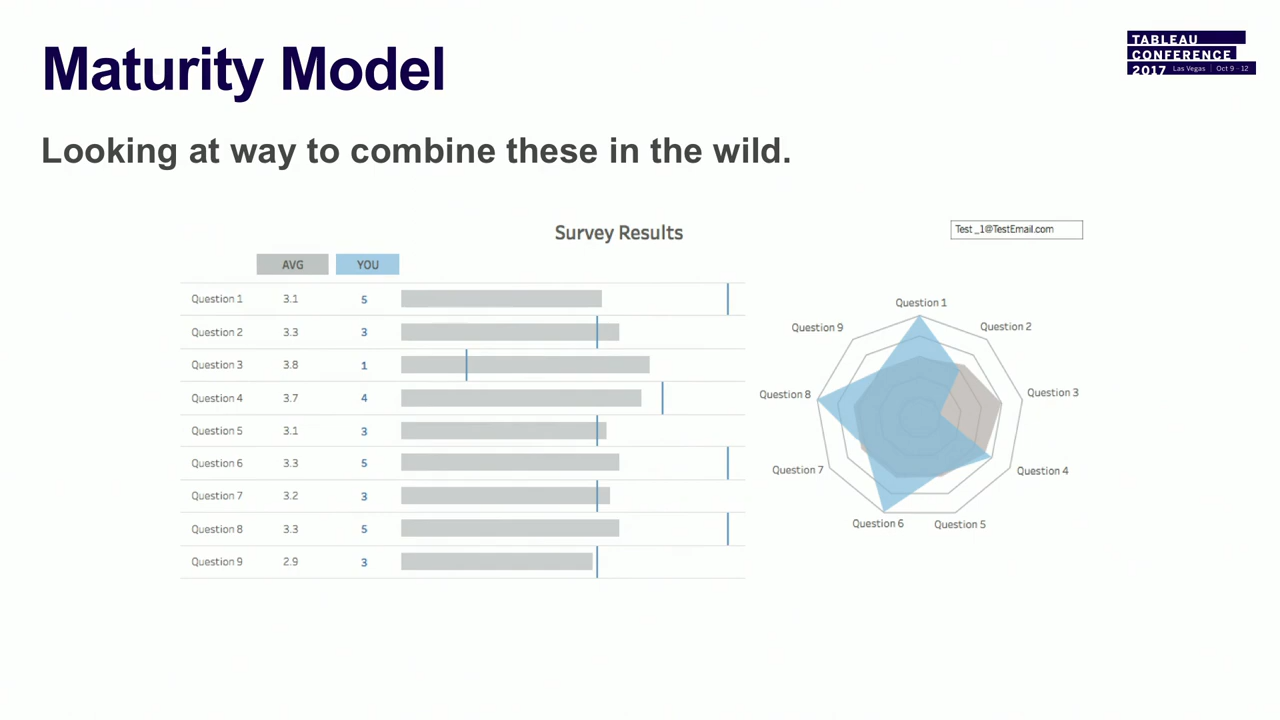 Maturity Model
TABLEAU
CONFERENCE
2017 Las Vegas | Oct 9 - 12
Looking at way to combine these in the wild.
Survey Results
Test _1@TestEmail.com
AVG YOU
Question 1 3.1 5
Question 2 3.3 3
Question 3 3.8 1
Question 4 3.7 4
Question 5 3.1 3
Question 6 3.3 5
Question 7 3.2 3
Question 8 3.3 5
Question 9 2.9 3
Question 1
Question 9 Question 2
Question 8 Question 3
Question 7 Question 4
Question 6 Question 5